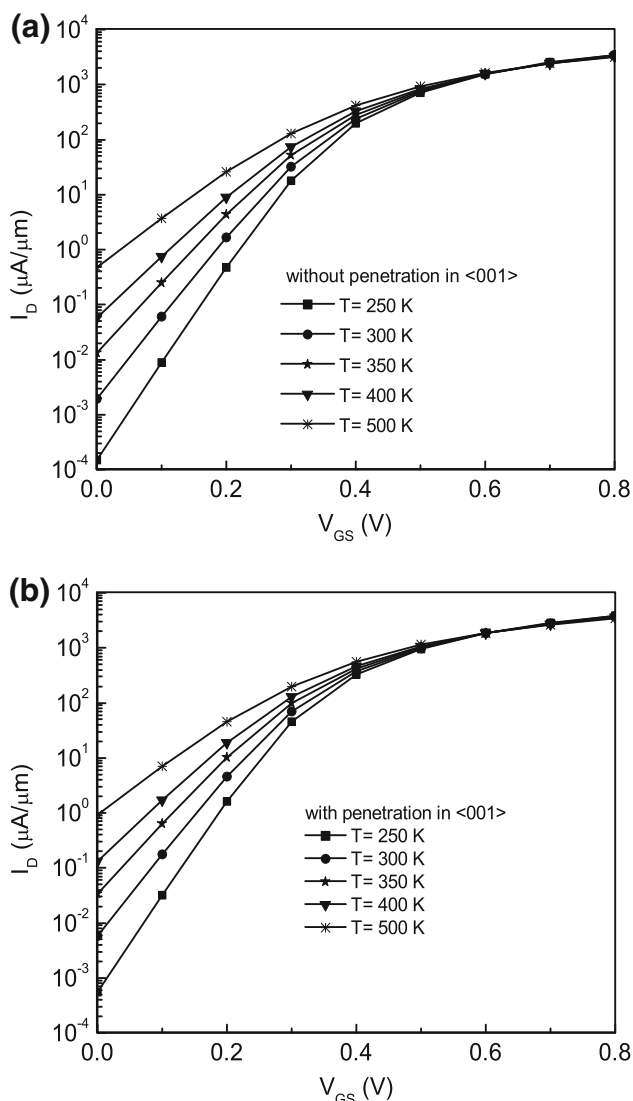 (a)
10^4
10^3
10^2
10^1
10^0
10^-1
10^-2
10^-3
10^-4
I_D (μA/μm)
without penetration in <001>
T= 250 K
T= 300 K
T= 350 K
T= 400 K
T= 500 K
0.0 0.2 0.4 0.6 0.8
V_GS (V)
(b)
10^4
10^3
10^2
10^1
10^0
10^-1
10^-2
10^-3
10^-4
I_D (μA/μm)
with penetration in <001>
T= 250 K
T= 300 K
T= 350 K
T= 400 K
T= 500 K
0.0 0.2 0.4 0.6 0.8
V_GS (V)